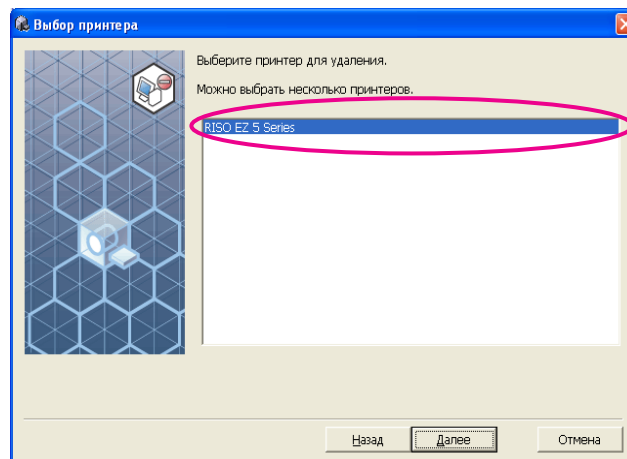 Выбор принтера
Выберите принтер для удаления.
Можно выбрать несколько принтеров.
RISO EZ 5 Series
Назад
Далее
Отмена